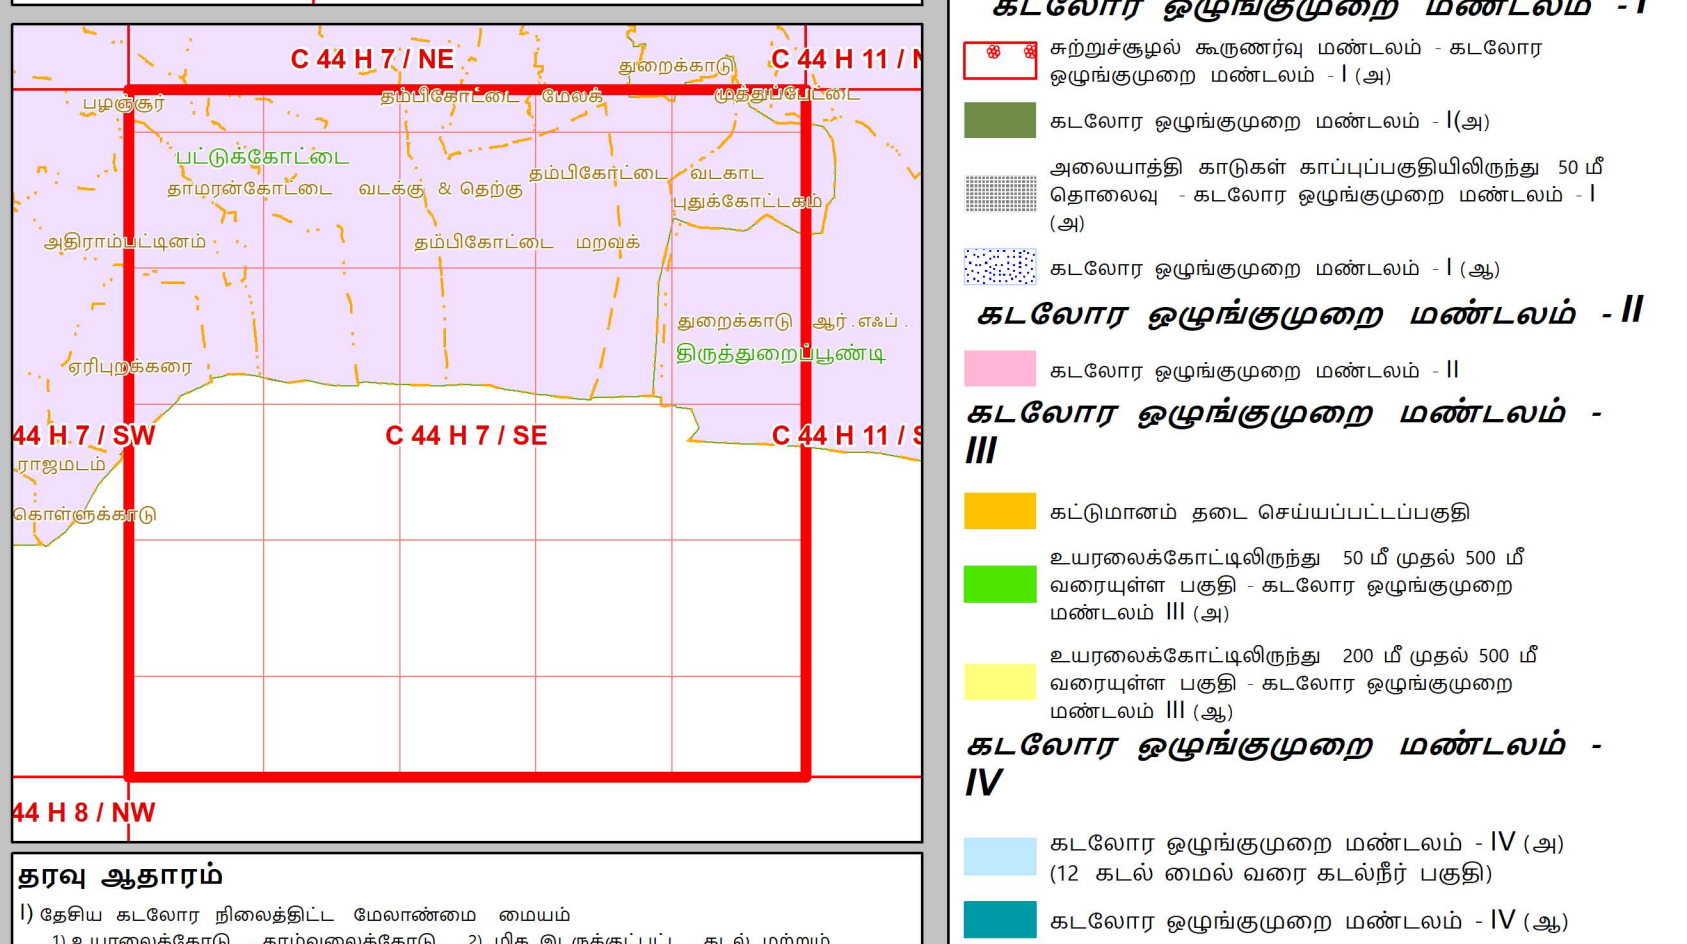 C 44 H 7 / NE
C 44 H 11 / N
துறைக்காடு
பழஞ்சூர்
தம்பிகோட்டை மேலக்
முத்துப்பேட்டை
பட்டுக்கோட்டை
தாமரன்கோட்டை வடக்கு & தெற்கு
தம்பிகோட்டை வடகாட
புதுக்கோட்டகம்
அதிராம்பட்டினம்
தம்பிகோட்டை மறவக்
துறைக்காடு ஆர்.எஃப்.
திருத்துறைப்பூண்டி
ஏரிபுறக்கரை
44 H 7 / SW
C 44 H 7 / SE
C 44 H 11 / S
ராஜமடம்
கொள்ளுக்காடு
44 H 8 / NW
தரவு ஆதாரம்
I) தேசிய கடலோர நிலைத்திட்ட மேலாண்மை மையம்
கடலோர ஒழுங்குமுறை மண்டலம் - I
சுற்றுச்சூழல் கூருணர்வு மண்டலம் - கடலோர
ஒழுங்குமுறை மண்டலம் - I (அ)
கடலோர ஒழுங்குமுறை மண்டலம் - I(அ)
அலையாத்தி காடுகள் காப்புப்பகுதியிலிருந்து 50 மீ
தொலைவு - கடலோர ஒழுங்குமுறை மண்டலம் - I
(அ)
கடலோர ஒழுங்குமுறை மண்டலம் - I (ஆ)
கடலோர ஒழுங்குமுறை மண்டலம் - II
கடலோர ஒழுங்குமுறை மண்டலம் - II
கடலோர ஒழுங்குமுறை மண்டலம் -
III
கட்டுமானம் தடை செய்யப்பட்டப்பகுதி
உயரலைக்கோட்டிலிருந்து 50 மீ முதல் 500 மீ
வரையுள்ள பகுதி - கடலோர ஒழுங்குமுறை
மண்டலம் III (அ)
உயரலைக்கோட்டிலிருந்து 200 மீ முதல் 500 மீ
வரையுள்ள பகுதி - கடலோர ஒழுங்குமுறை
மண்டலம் III (ஆ)
கடலோர ஒழுங்குமுறை மண்டலம் -
IV
கடலோர ஒழுங்குமுறை மண்டலம் - IV (அ)
(12 கடல் மைல் வரை கடல்நீர் பகுதி)
கடலோர ஒழுங்குமுறை மண்டலம் - IV (ஆ)